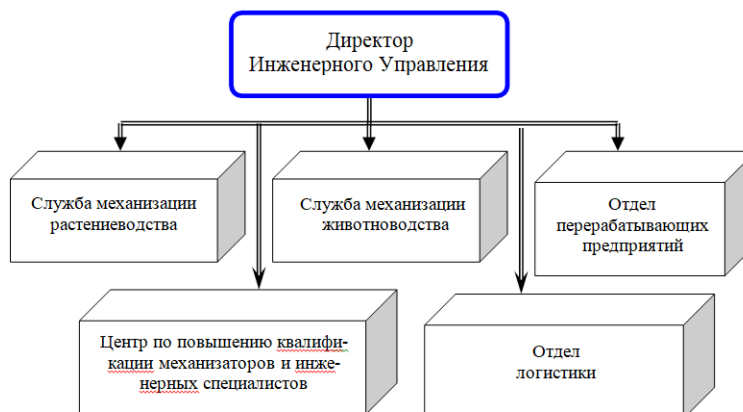 Директор
Инженерного Управления
Служба механизации
растениеводства
Служба механизации
животноводства
Отдел
перерабатывающих
предприятий
Центр по повышению квалифи-
кации механизаторов и инже-
нерных специалистов
Отдел
логистики